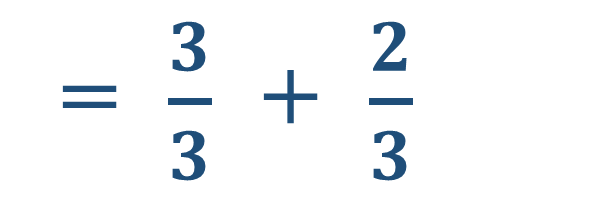 = 3/3 + 2/3